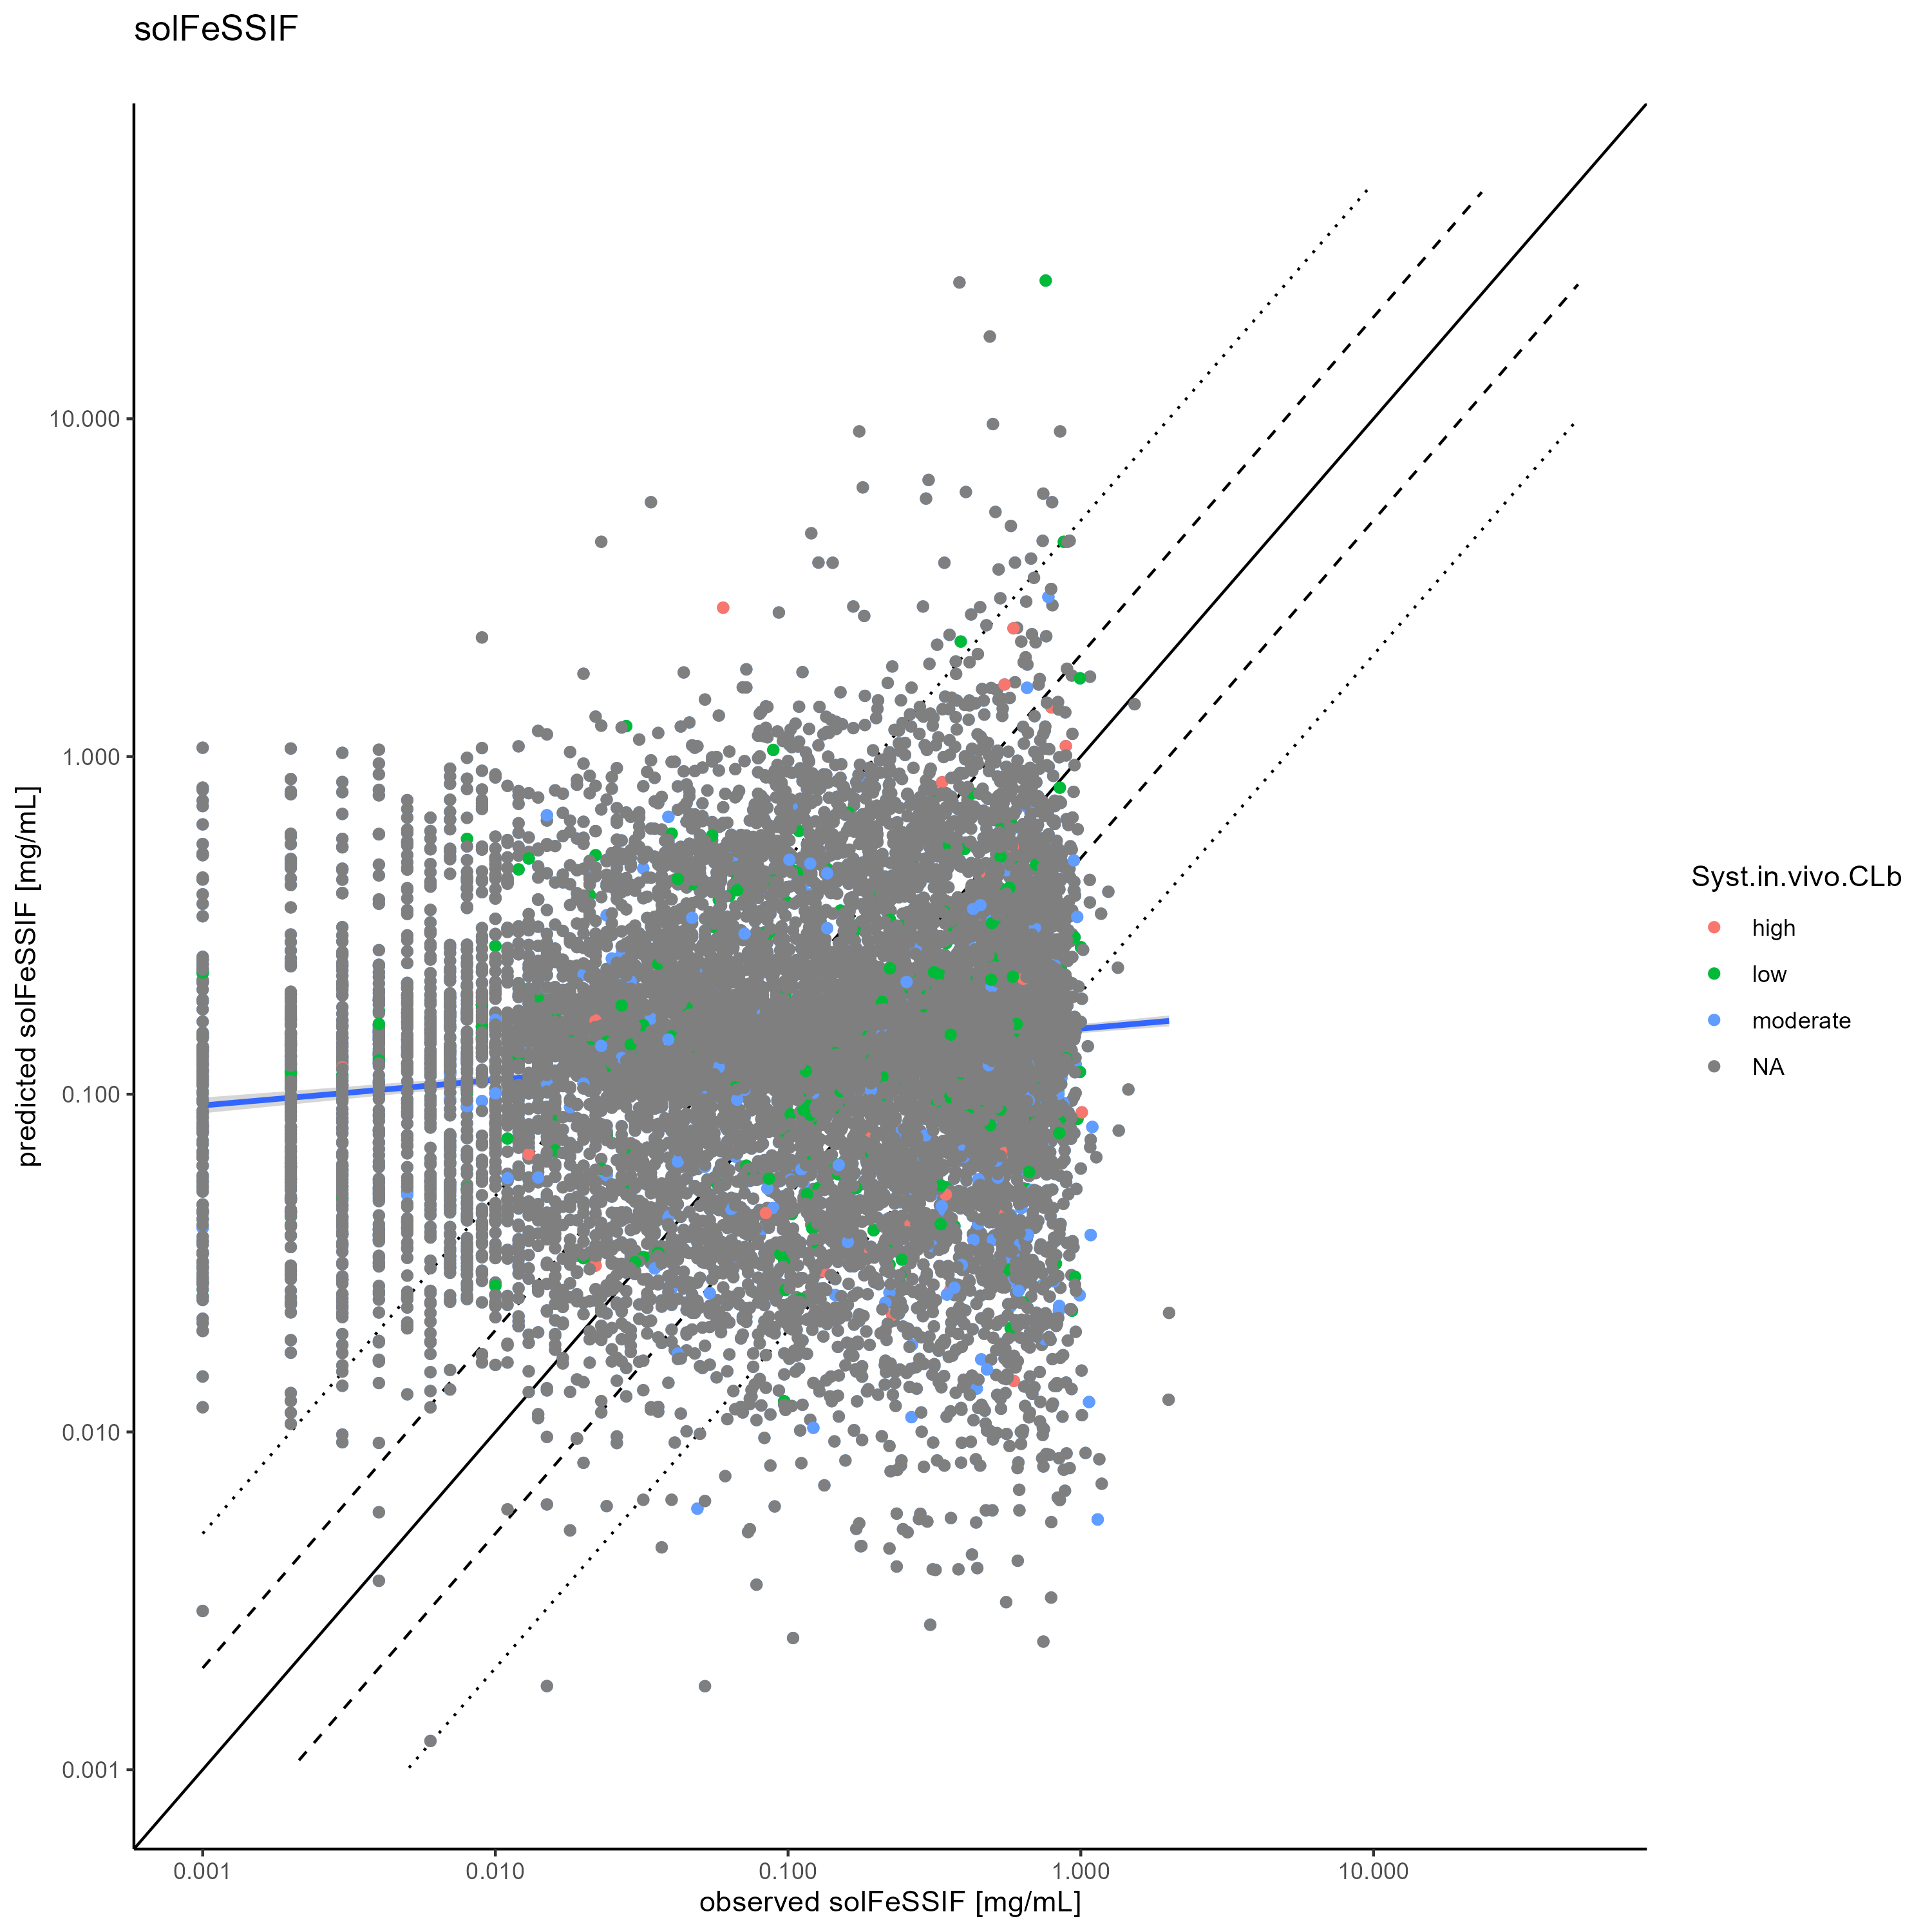 solFeSSIF
predicted solFeSSIF [mg/mL]
10.000
1.000
0.100
0.010
0.001
0.001
0.010
0.100
1.000
10.000
observed solFeSSIF [mg/mL]
Syst.in.vivo.CLb
high
low
moderate
NA